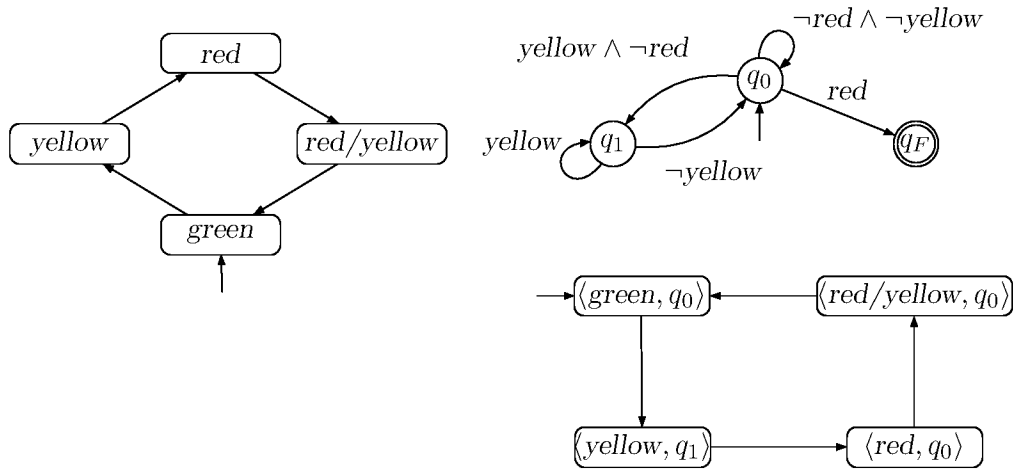 red
yellow
red/yellow
green
¬red ∧ ¬yellow
yellow ∧ ¬red
q₀
red
yellow
q₁
q_F
¬yellow
⟨green, q₀⟩
⟨red/yellow, q₀⟩
⟨yellow, q₁⟩
⟨red, q₀⟩